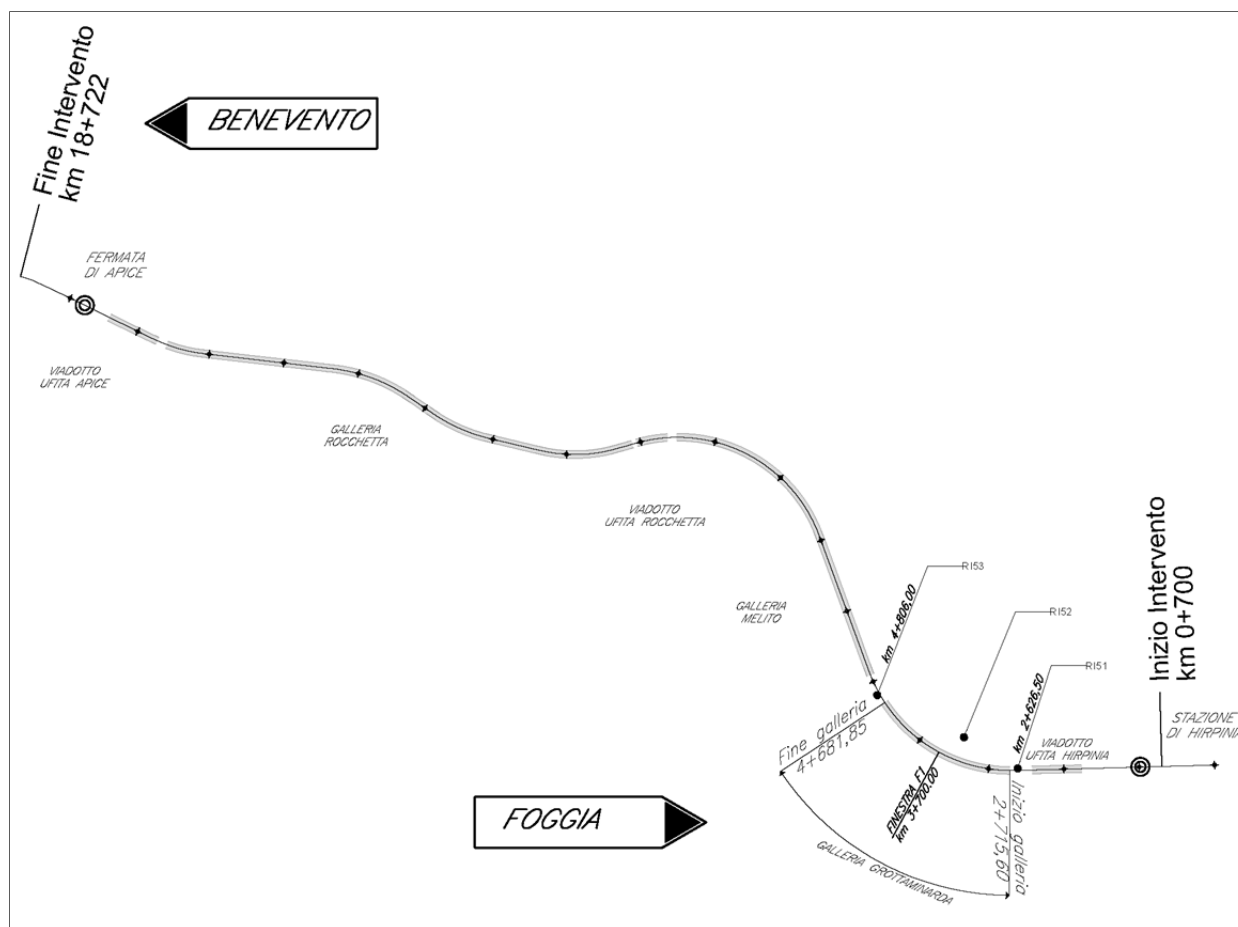 Fine Intervento
km 18+722
BENEVENTO
FERMATA
DI APICE
VIADOTTO
UFITA APICE
GALLERIA
ROCCHETTA
VIADOTTO
UFITA ROCCHETTA
GALLERIA
MELITO
km 4+806,00
RI53
RI52
km 2+626,50
RI51
Inizio Intervento
km 0+700
STAZIONE
DI HIRPINIA
VIADOTTO
UFITA HIRPINIA
Fine galleria
4+681,85
FINESTRA F1
km 3+700.00
Inizio galleria
2+715,60
GALLERIA GROTTAMINARDA
FOGGIA